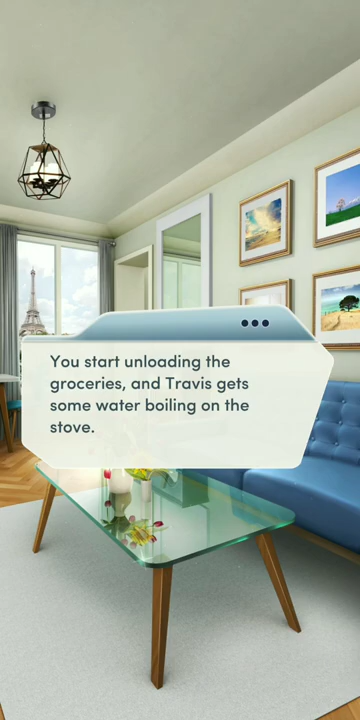 You start unloading the
groceries, and Travis gets
some water boiling on the
stove.